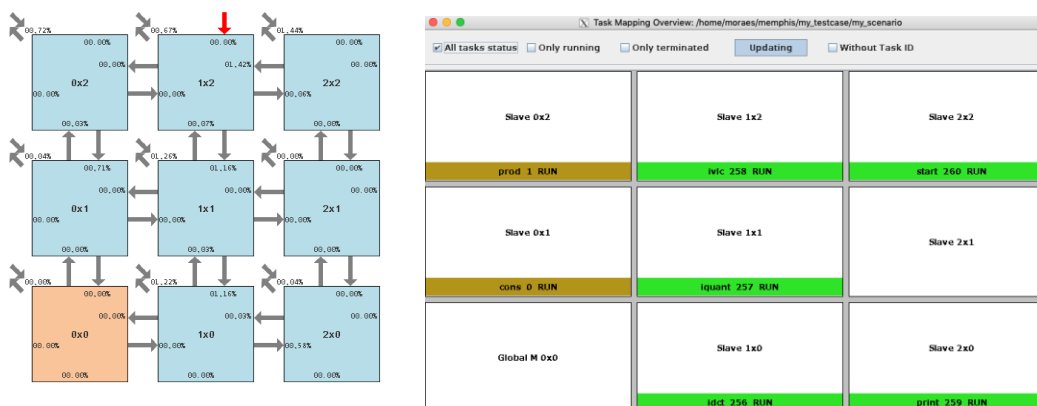 00.72%
00.67%
01.44%
00.00%
00.00%
00.00%
00.00%
01.42%
00.00%
0x2
1x2
2x2
00.00%
00.00%
00.06%
00.03%
00.07%
00.00%
00.04%
01.26%
00.00%
00.71%
01.16%
00.00%
00.00%
00.00%
00.00%
0x1
1x1
2x1
00.00%
00.00%
00.00%
00.00%
00.03%
00.00%
00.00%
01.22%
00.04%
00.00%
01.16%
00.00%
00.00%
00.03%
00.00%
0x0
1x0
2x0
00.00%
00.00%
00.58%
00.00%
00.00%
00.00%
Task Mapping Overview: /home/moraes/memphis/my_testcase/my_scenario
All tasks status
Only running
Only terminated
Updating
Without Task ID
Slave 0x2
Slave 1x2
Slave 2x2
prod 1 RUN
ivlc 258 RUN
start 260 RUN
Slave 0x1
Slave 1x1
Slave 2x1
cons 0 RUN
iquant 257 RUN
Global M 0x0
Slave 1x0
Slave 2x0
idct 256 RUN
print 259 RUN